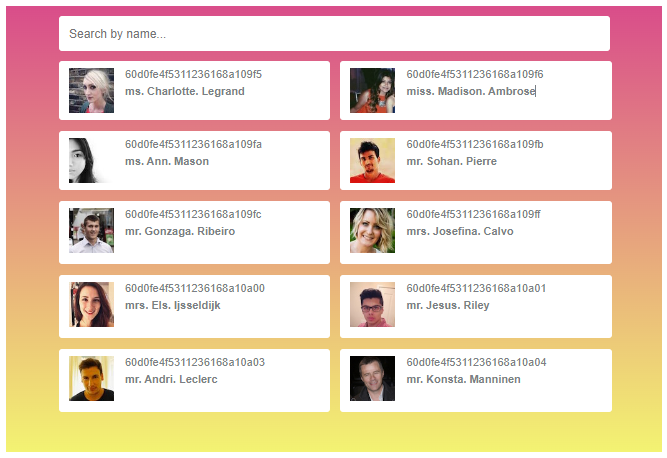 Search by name...
60d0fe4f5311236168a109f5
ms. Charlotte. Legrand
60d0fe4f5311236168a109f6
miss. Madison. Ambrose
60d0fe4f5311236168a109fa
ms. Ann. Mason
60d0fe4f5311236168a109fb
mr. Sohan. Pierre
60d0fe4f5311236168a109fc
mr. Gonzaga. Ribeiro
60d0fe4f5311236168a109ff
mrs. Josefina. Calvo
60d0fe4f5311236168a10a00
mrs. Els. Ijsseldijk
60d0fe4f5311236168a10a01
mr. Jesus. Riley
60d0fe4f5311236168a10a03
mr. Andri. Leclerc
60d0fe4f5311236168a10a04
mr. Konsta. Manninen